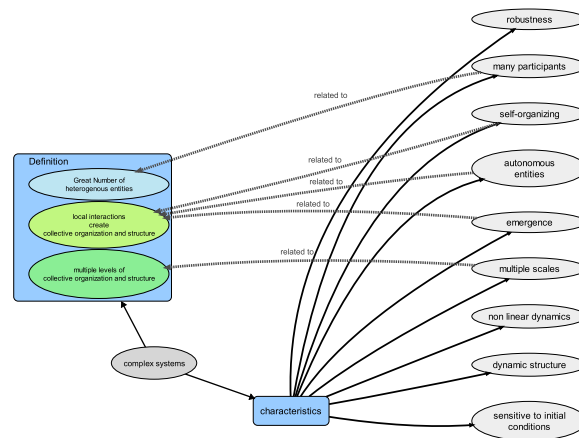 robustness
many participants
related to
self-organizing
Definition
related to
autonomous
entities
related to
Great Number of
heterogenous entities
related to
local interactions
create
collective organization and structure
emergence
related to
multiple scales
multiple levels of
collective organization and structure
non linear dynamics
complex systems
dynamic structure
characteristics
sensitive to initial
conditions